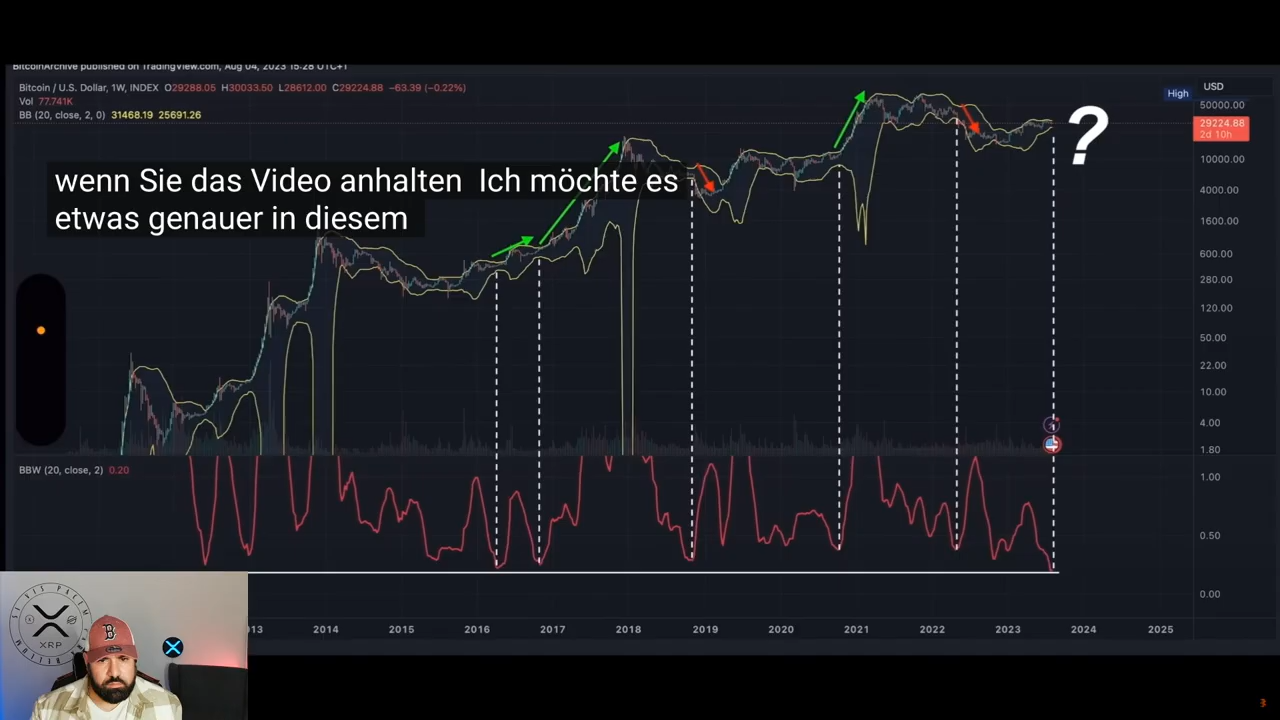 BitcoinArchive published on TradingView.com, Aug 04, 2023 15:28 UTC+1
Bitcoin / U.S. Dollar, 1W, INDEX O29288.05 H30033.50 L28612.00 C29224.88 −63.39 (−0.22%)
Vol 77.741K
BB (20, close, 2, 0) 31468.19 25691.26
High
USD
50000.00
29224.88
2d 10h
10000.00
4000.00
1600.00
600.00
280.00
120.00
50.00
22.00
10.00
4.00
1.80
?
wenn Sie das Video anhalten Ich möchte es
etwas genauer in diesem
BBW (20, close, 2) 0.20
1.00
0.50
0.00
013 2014 2015 2016 2017 2018 2019 2020 2021 2022 2023 2024 2025
SI VIS PACEM
XRP
B